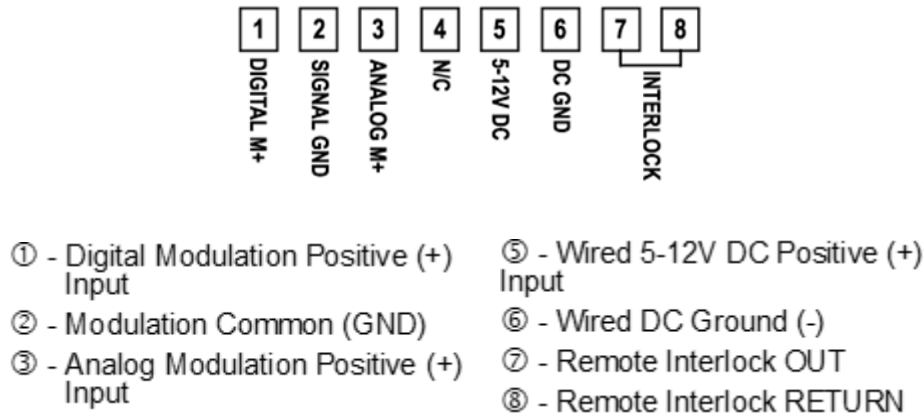 1 2 3 4 5 6 7 8
DIGITAL M+
SIGNAL GND
ANALOG M+
N/C
5-12V DC
DC GND
INTERLOCK
① - Digital Modulation Positive (+)
Input
② - Modulation Common (GND)
③ - Analog Modulation Positive (+)
Input
⑤ - Wired 5-12V DC Positive (+)
Input
⑥ - Wired DC Ground (-)
⑦ - Remote Interlock OUT
⑧ - Remote Interlock RETURN